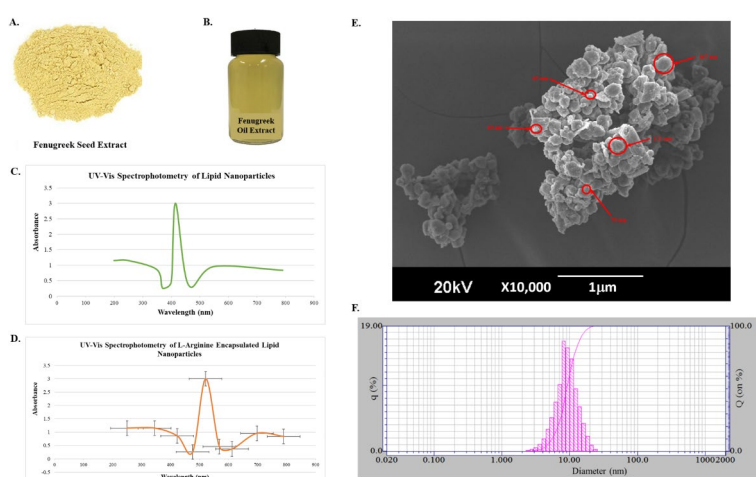 A.
B.
Fenugreek
Oil Extract
Fenugreek Seed Extract
C.
UV-Vis Spectrophotometry of Lipid Nanoparticles
Absorbance
3.5
3
2.5
2
1.5
1
0.5
0
0 100 200 300 400 500 600 700 800 900
Wavelength (nm)
D.
UV-Vis Spectrophotometry of L-Arginine Encapsulated Lipid
Nanoparticles
Absorbance
3.5
3
2.5
2
1.5
1
0.5
0
-0.5
0 100 200 300 400 500 600 700 800 900
Wavelength (nm)
E.
20kV X10,000 1μm
F.
19.00
q (%)
0.0
100.0
Q (on %)
0.0
0.020 0.100 1.000 10.00 100.0 1000 2000
Diameter (nm)